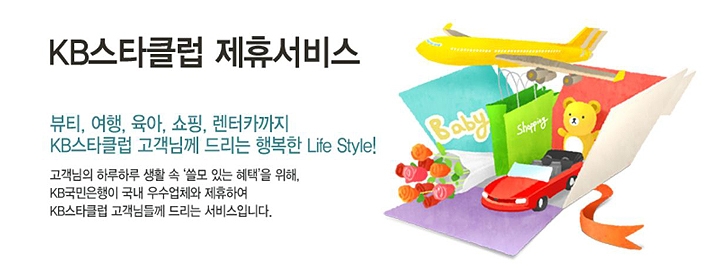 KB스타클럽 제휴서비스
뷰티, 여행, 육아, 쇼핑, 렌터카까지
KB스타클럽 고객님께 드리는 행복한 Life Style!
고객님의 하루하루 생활 속 '쓸모 있는 혜택'을 위해,
KB국민은행이 국내 우수업체와 제휴하여
KB스타클럽 고객님들께 드리는 서비스입니다.
Baby
Shopping